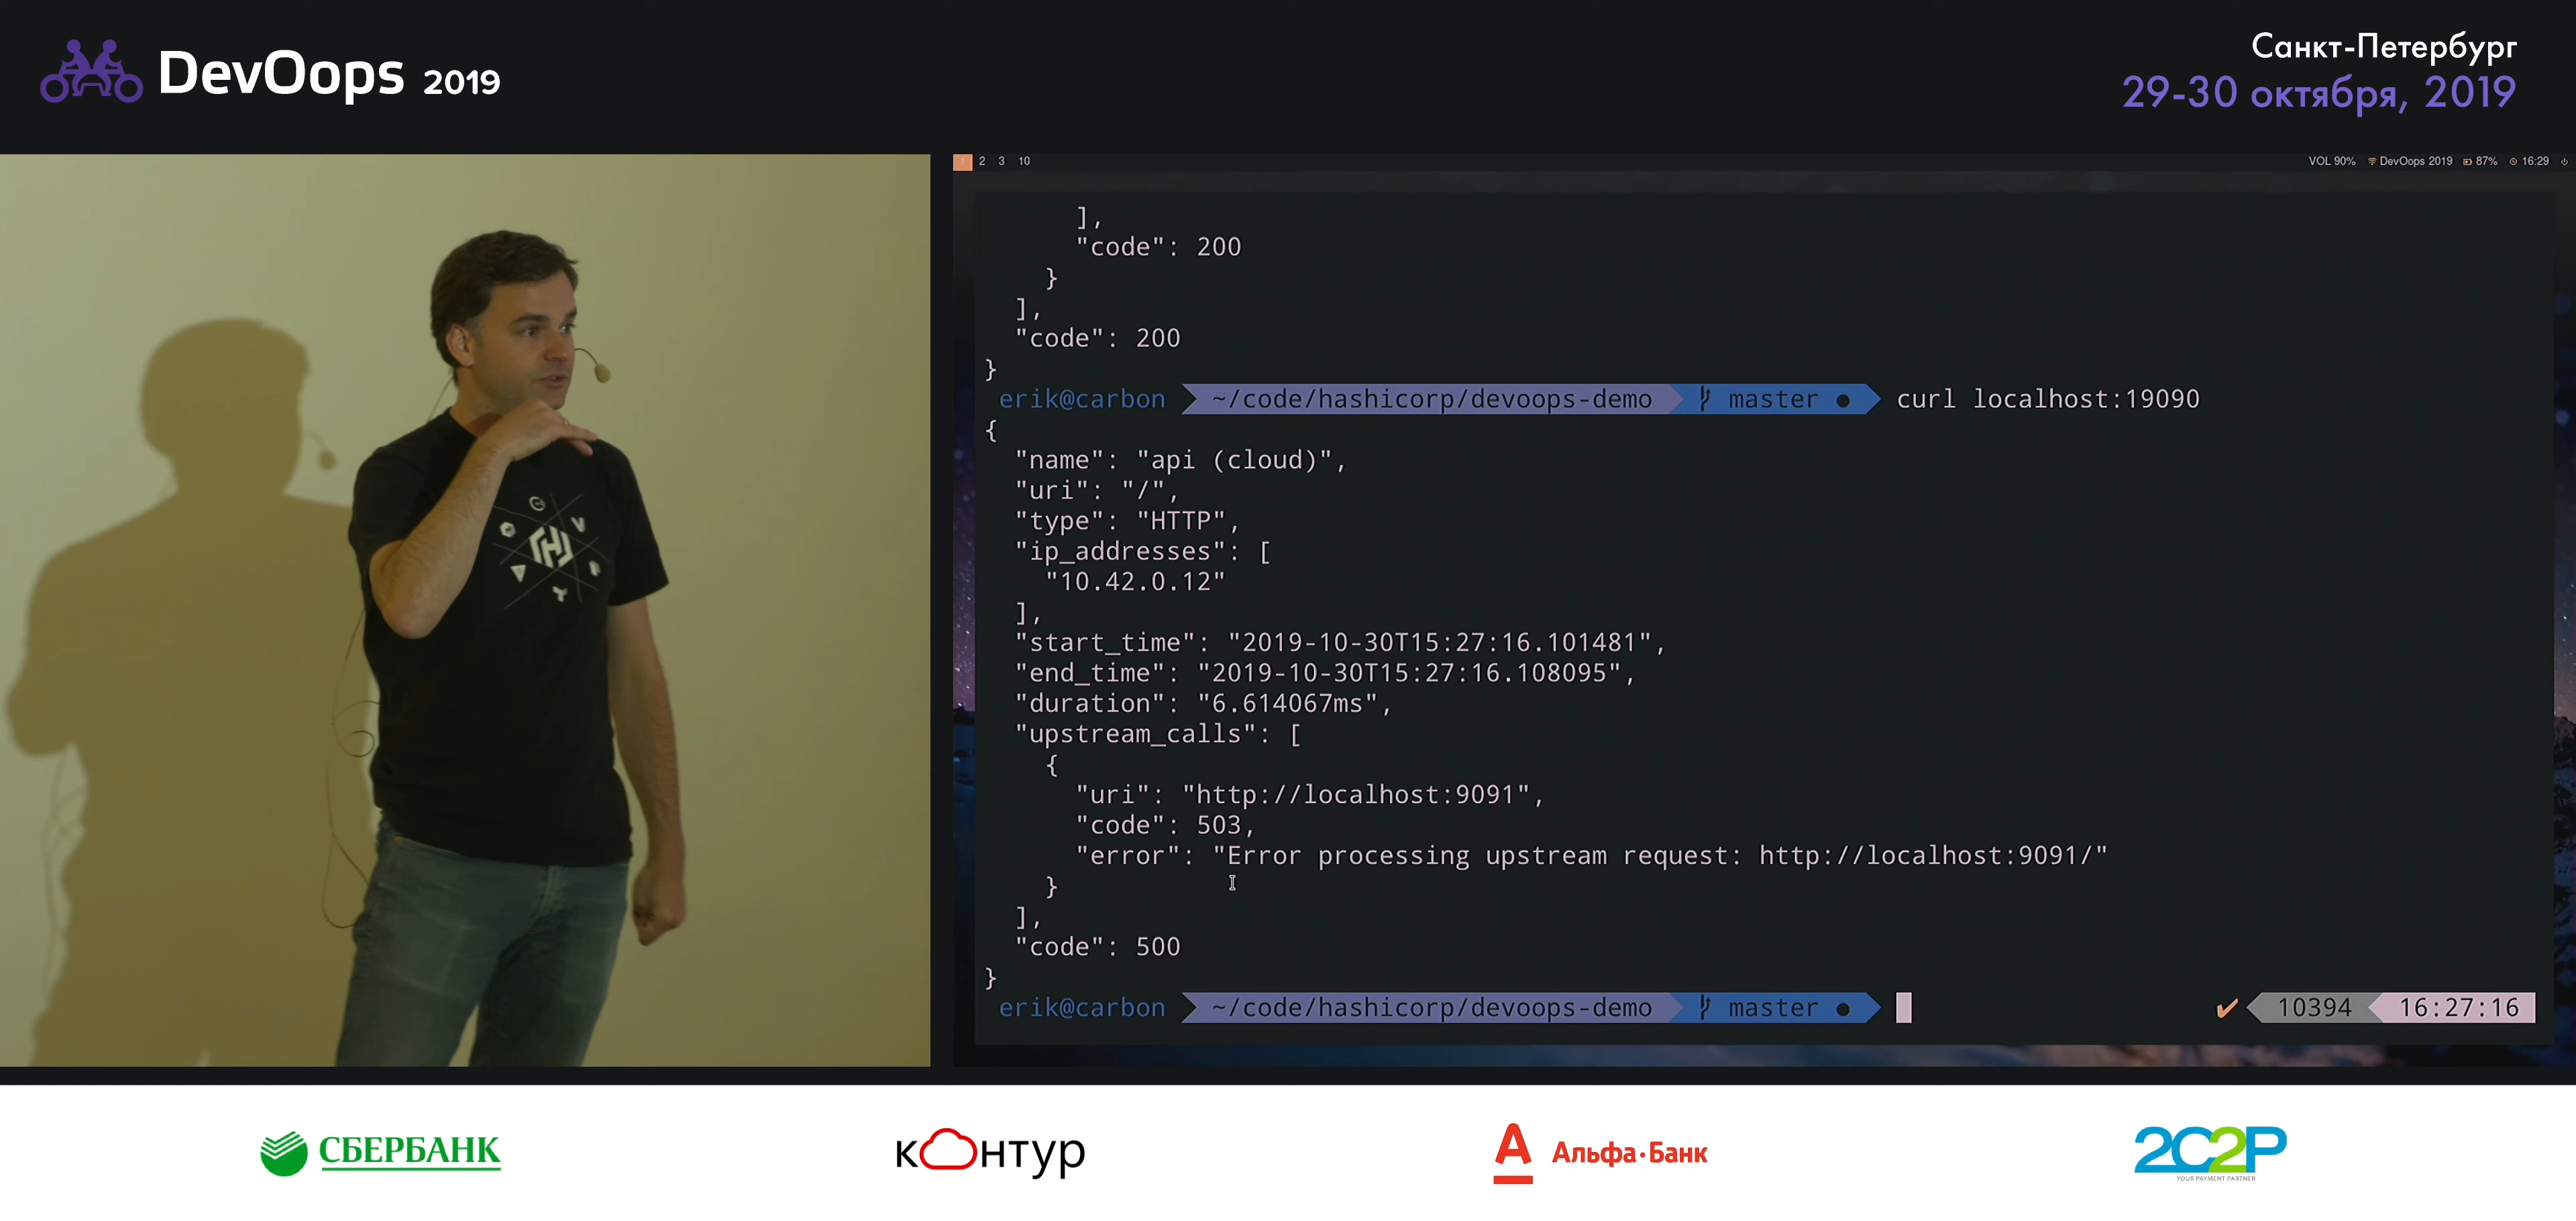 DevOops 2019
Санкт-Петербург
29-30 октября, 2019
1 2 3 10
VOL 90% DevOops 2019 87% 16:29
],
"code": 200
}
],
"code": 200
}
erik@carbon ~/code/hashicorp/devoops-demo master ● curl localhost:19090
{
"name": "api (cloud)",
"uri": "/",
"type": "HTTP",
"ip_addresses": [
"10.42.0.12"
],
"start_time": "2019-10-30T15:27:16.101481",
"end_time": "2019-10-30T15:27:16.108095",
"duration": "6.614067ms",
"upstream_calls": [
{
"uri": "http://localhost:9091",
"code": 503,
"error": "Error processing upstream request: http://localhost:9091/"
}
],
"code": 500
}
erik@carbon ~/code/hashicorp/devoops-demo master ● ✔ 10394 16:27:16
СБЕРБАНК
контур
А Альфа·Банк
2C2P
YOUR PAYMENT PARTNER